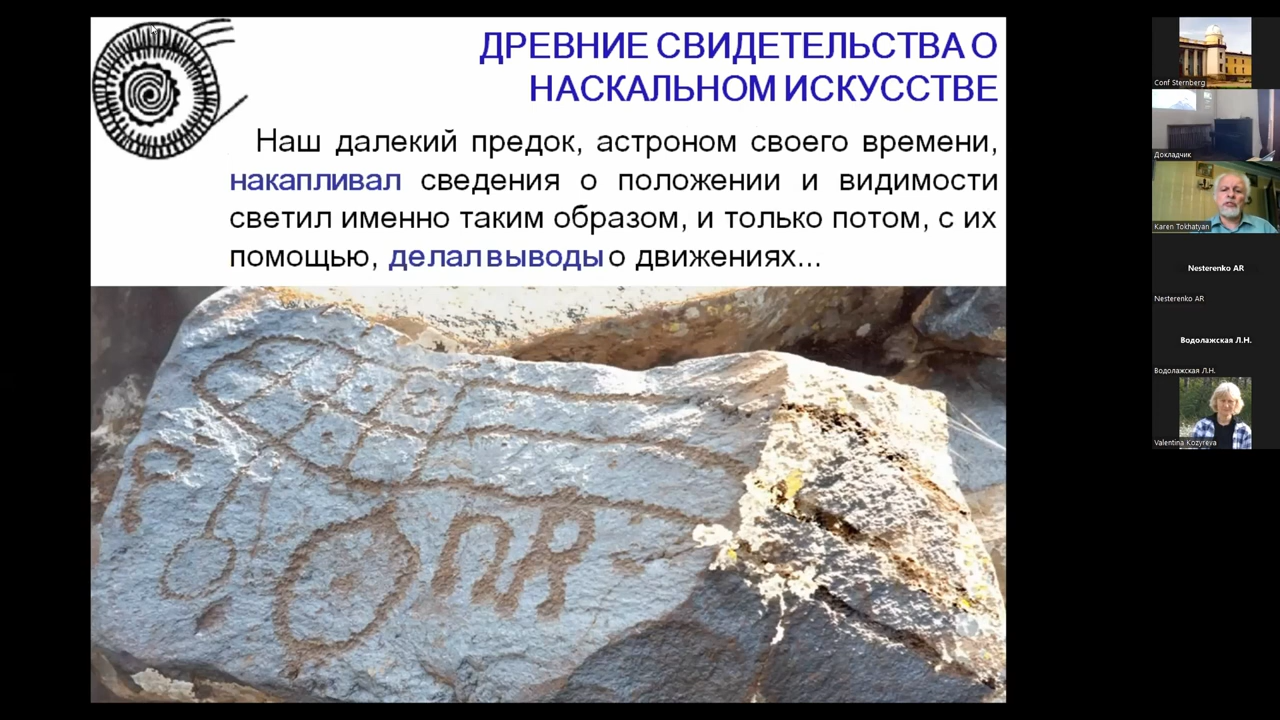 ДРЕВНИЕ СВИДЕТЕЛЬСТВА О
НАСКАЛЬНОМ ИСКУССТВЕ
Наш далекий предок, астроном своего времени,
накапливал сведения о положении и видимости
светил именно таким образом, и только потом, с их
помощью, делал выводы о движениях...
Conf Sternberg
Докладчик
Karen Tokhatyan
Nesterenko AR
Nesterenko AR
Водолажская Л.Н.
Водолажская Л.Н.
Valentina Kozyreva